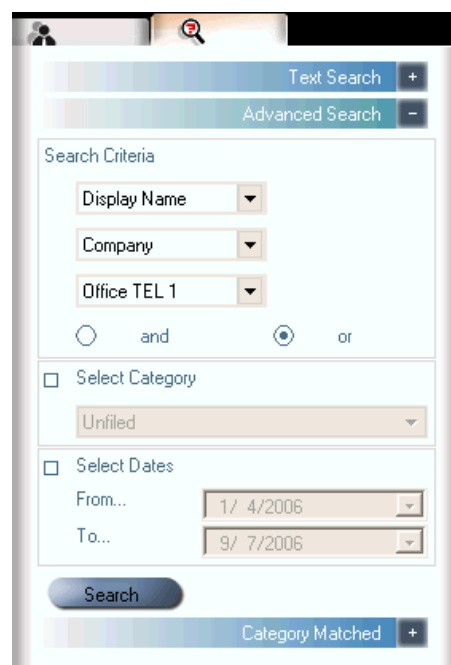 Text Search +
Advanced Search -
Search Criteria
Display Name
Company
Office TEL 1
and or
Select Category
Unfiled
Select Dates
From... 1/ 4/2006
To... 9/ 7/2006
Search
Category Matched +